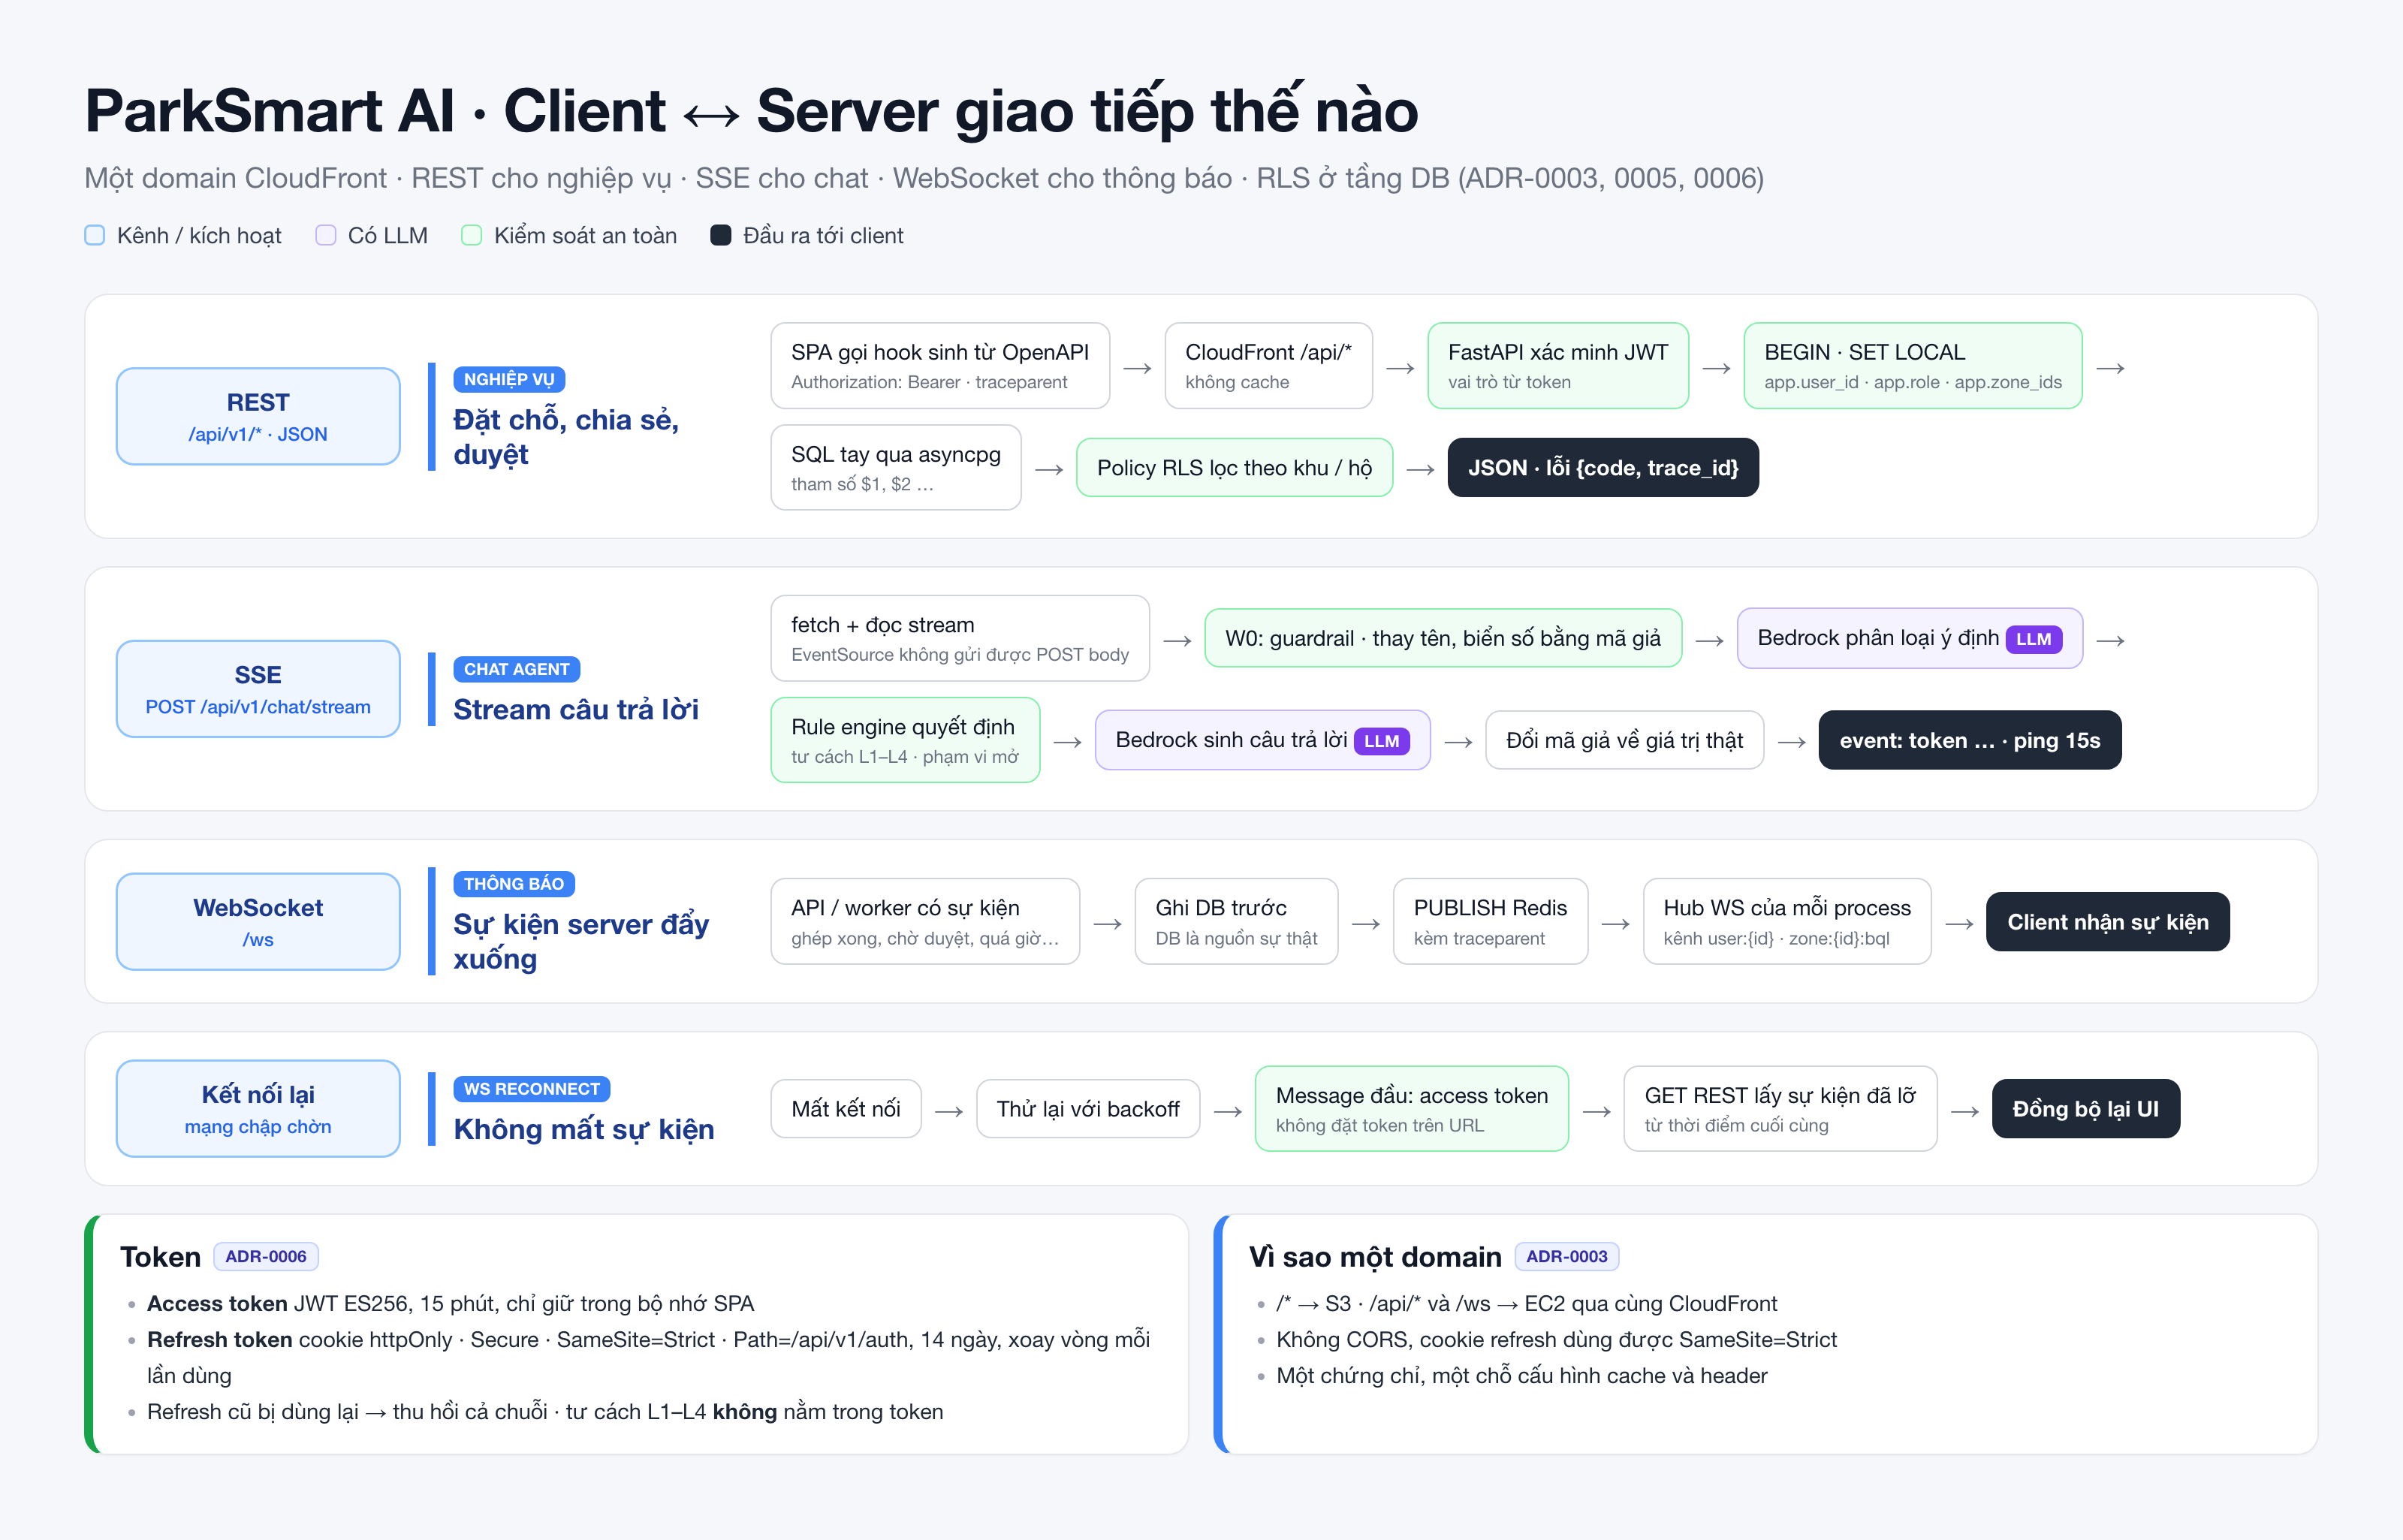 ParkSmart AI · Client ↔ Server giao tiếp thế nào
Một domain CloudFront · REST cho nghiệp vụ · SSE cho chat · WebSocket cho thông báo · RLS ở tầng DB (ADR-0003, 0005, 0006)
Kênh / kích hoạt
Có LLM
Kiểm soát an toàn
Đầu ra tới client
REST
/api/v1/* · JSON
NGHIỆP VỤ
Đặt chỗ, chia sẻ,
duyệt
SPA gọi hook sinh từ OpenAPI
Authorization: Bearer · traceparent
→
CloudFront /api/*
không cache
→
FastAPI xác minh JWT
vai trò từ token
→
BEGIN · SET LOCAL
app.user_id · app.role · app.zone_ids
→
SQL tay qua asyncpg
tham số $1, $2 …
→
Policy RLS lọc theo khu / hộ
→
JSON · lỗi {code, trace_id}
SSE
POST /api/v1/chat/stream
CHAT AGENT
Stream câu trả lời
fetch + đọc stream
EventSource không gửi được POST body
→
W0: guardrail · thay tên, biển số bằng mã giả
→
Bedrock phân loại ý định LLM
→
Rule engine quyết định
tư cách L1–L4 · phạm vi mở
→
Bedrock sinh câu trả lời LLM
→
Đổi mã giả về giá trị thật
→
event: token … · ping 15s
WebSocket
/ws
THÔNG BÁO
Sự kiện server đẩy
xuống
API / worker có sự kiện
ghép xong, chờ duyệt, quá giờ…
→
Ghi DB trước
DB là nguồn sự thật
→
PUBLISH Redis
kèm traceparent
→
Hub WS của mỗi process
kênh user:{id} · zone:{id}:bql
→
Client nhận sự kiện
Kết nối lại
mạng chập chờn
WS RECONNECT
Không mất sự kiện
Mất kết nối
→
Thử lại với backoff
→
Message đầu: access token
không đặt token trên URL
→
GET REST lấy sự kiện đã lỡ
từ thời điểm cuối cùng
→
Đồng bộ lại UI
Token ADR-0006
• Access token JWT ES256, 15 phút, chỉ giữ trong bộ nhớ SPA
• Refresh token cookie httpOnly · Secure · SameSite=Strict · Path=/api/v1/auth, 14 ngày, xoay vòng mỗi
lần dùng
• Refresh cũ bị dùng lại → thu hồi cả chuỗi · tư cách L1–L4 không nằm trong token
Vì sao một domain ADR-0003
• /* → S3 · /api/* và /ws → EC2 qua cùng CloudFront
• Không CORS, cookie refresh dùng được SameSite=Strict
• Một chứng chỉ, một chỗ cấu hình cache và header